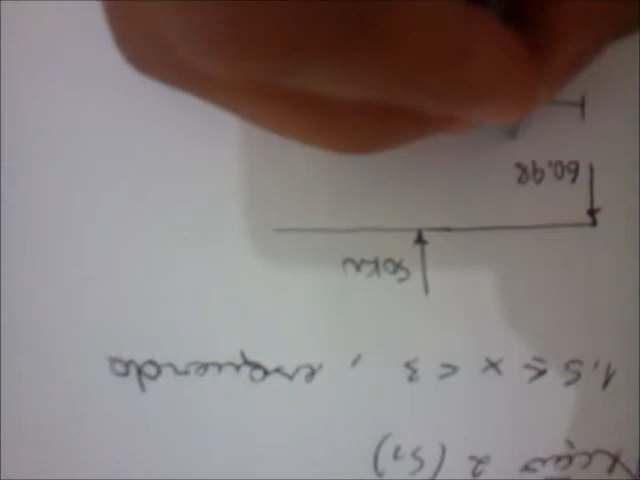 2 (S2)
1,5 ≤ x < 3, esquerda
50KN
60.98